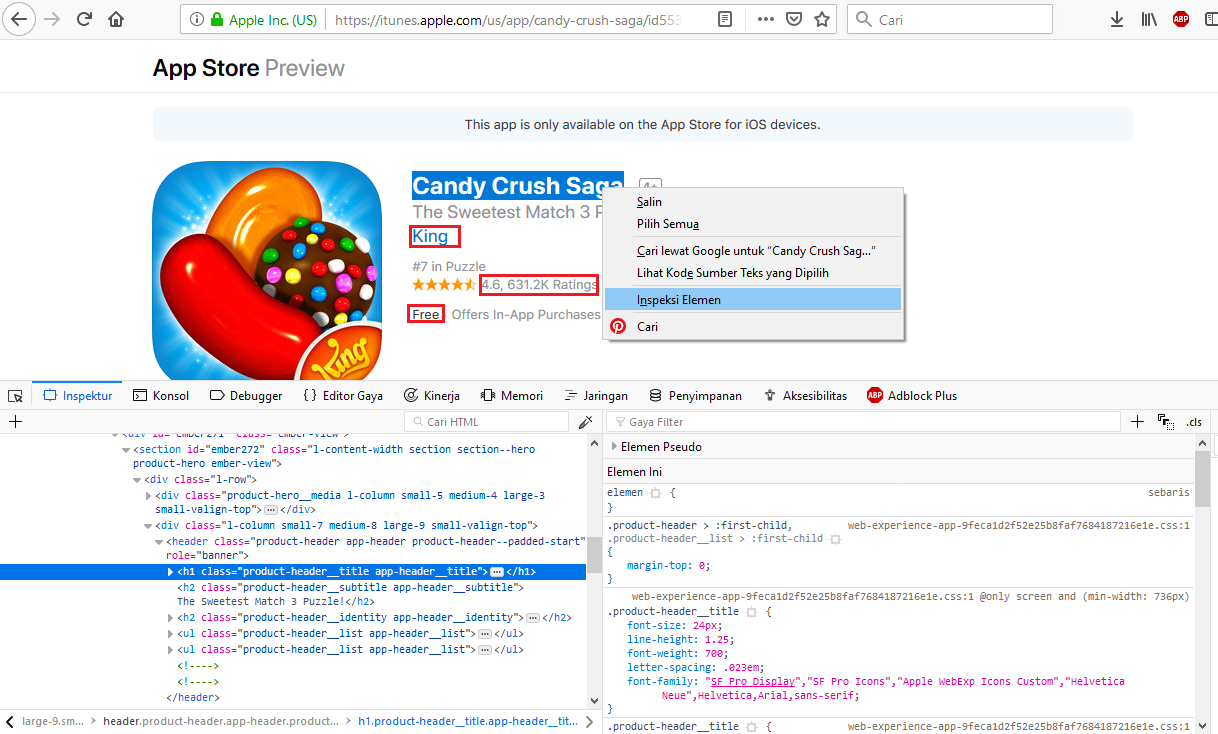 Apple Inc. (US)
https://itunes.apple.com/us/app/candy-crush-saga/id553
Cari
ABP
App Store Preview
This app is only available on the App Store for iOS devices.
Candy Crush Saga
4+
The Sweetest Match 3 P
King
#7 in Puzzle
4.6, 631.2K Ratings
Free
Offers In-App Purchases
King
Salin
Pilih Semua
Cari lewat Google untuk “Candy Crush Sag...”
Lihat Kode Sumber Teks yang Dipilih
Inspeksi Elemen
Cari
Inspektur
Konsol
Debugger
{} Editor Gaya
Kinerja
Memori
Jaringan
Penyimpanan
Aksesibilitas
ABP Adblock Plus
Cari HTML
Gaya Filter
.cls
<div id="ember271" class="ember-view">
<section id="ember272" class="l-content-width section section--hero
product-hero ember-view">
<div class="l-row">
<div class="product-hero__media l-column small-5 medium-4 large-3
small-valign-top"></div>
<div class="l-column small-7 medium-8 large-9 small-valign-top">
<header class="product-header app-header product-header--padded-start"
role="banner">
<h1 class="product-header__title app-header__title"></h1>
<h2 class="product-header__subtitle app-header__subtitle">
The Sweetest Match 3 Puzzle!</h2>
<h2 class="product-header__identity app-header__identity"></h2>
<ul class="product-header__list app-header__list"></ul>
<ul class="product-header__list app-header__list"></ul>
<!---->
<!---->
</header>
large-9.sm...
header.product-header.app-header.product...
h1.product-header__title.app-header__tit...
Elemen Pseudo
Elemen Ini
elemen { sebaris
}
.product-header > :first-child, web-experience-app-9feca1d2f52e25b8faf7684187216e1e.css:1
.product-header__list > :first-child
{
margin-top: 0;
}
web-experience-app-9feca1d2f52e25b8faf7684187216e1e.css:1 @only screen and (min-width: 736px)
.product-header__title {
font-size: 24px;
line-height: 1.25;
font-weight: 700;
letter-spacing: .023em;
font-family: "SF Pro Display","SF Pro Icons","Apple WebExp Icons Custom","Helvetica
Neue",Helvetica,Arial,sans-serif;
}
.product-header__title { web-experience-app-9feca1d2f52e25b8faf7684187216e1e.css:1